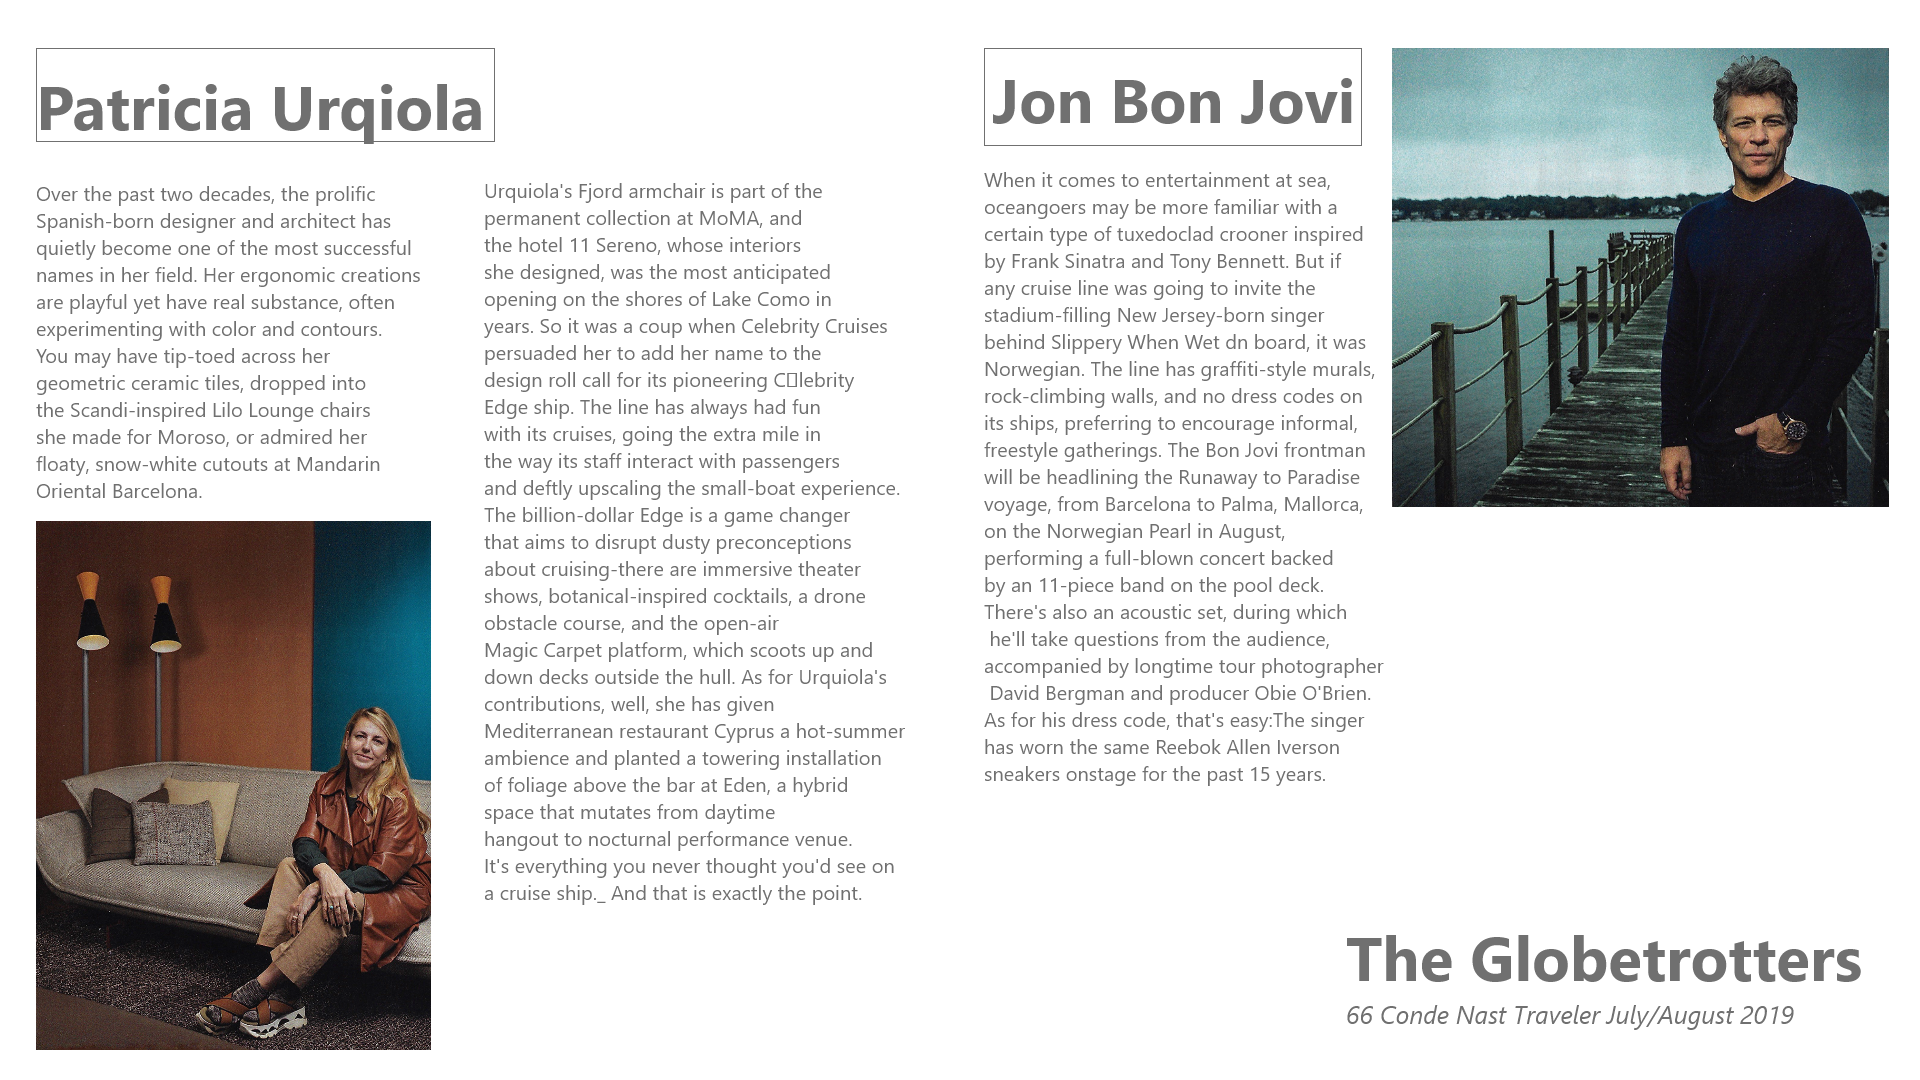 Patricia Urqiola
Over the past two decades, the prolific
Spanish-born designer and architect has
quietly become one of the most successful
names in her field. Her ergonomic creations
are playful yet have real substance, often
experimenting with color and contours.
You may have tip-toed across her
geometric ceramic tiles, dropped into
the Scandi-inspired Lilo Lounge chairs
she made for Moroso, or admired her
floaty, snow-white cutouts at Mandarin
Oriental Barcelona.
Urquiola's Fjord armchair is part of the
permanent collection at MoMA, and
the hotel 11 Sereno, whose interiors
she designed, was the most anticipated
opening on the shores of Lake Como in
years. So it was a coup when Celebrity Cruises
persuaded her to add her name to the
design roll call for its pioneering C▯lebrity
Edge ship. The line has always had fun
with its cruises, going the extra mile in
the way its staff interact with passengers
and deftly upscaling the small-boat experience.
The billion-dollar Edge is a game changer
that aims to disrupt dusty preconceptions
about cruising-there are immersive theater
shows, botanical-inspired cocktails, a drone
obstacle course, and the open-air
Magic Carpet platform, which scoots up and
down decks outside the hull. As for Urquiola's
contributions, well, she has given
Mediterranean restaurant Cyprus a hot-summer
ambience and planted a towering installation
of foliage above the bar at Eden, a hybrid
space that mutates from daytime
hangout to nocturnal performance venue.
It's everything you never thought you'd see on
a cruise ship._ And that is exactly the point.
Jon Bon Jovi
When it comes to entertainment at sea,
oceangoers may be more familiar with a
certain type of tuxedoclad crooner inspired
by Frank Sinatra and Tony Bennett. But if
any cruise line was going to invite the
stadium-filling New Jersey-born singer
behind Slippery When Wet dn board, it was
Norwegian. The line has graffiti-style murals,
rock-climbing walls, and no dress codes on
its ships, preferring to encourage informal,
freestyle gatherings. The Bon Jovi frontman
will be headlining the Runaway to Paradise
voyage, from Barcelona to Palma, Mallorca,
on the Norwegian Pearl in August,
performing a full-blown concert backed
by an 11-piece band on the pool deck.
There's also an acoustic set, during which
he'll take questions from the audience,
accompanied by longtime tour photographer
David Bergman and producer Obie O'Brien.
As for his dress code, that's easy:The singer
has worn the same Reebok Allen Iverson
sneakers onstage for the past 15 years.
The Globetrotters
66 Conde Nast Traveler July/August 2019